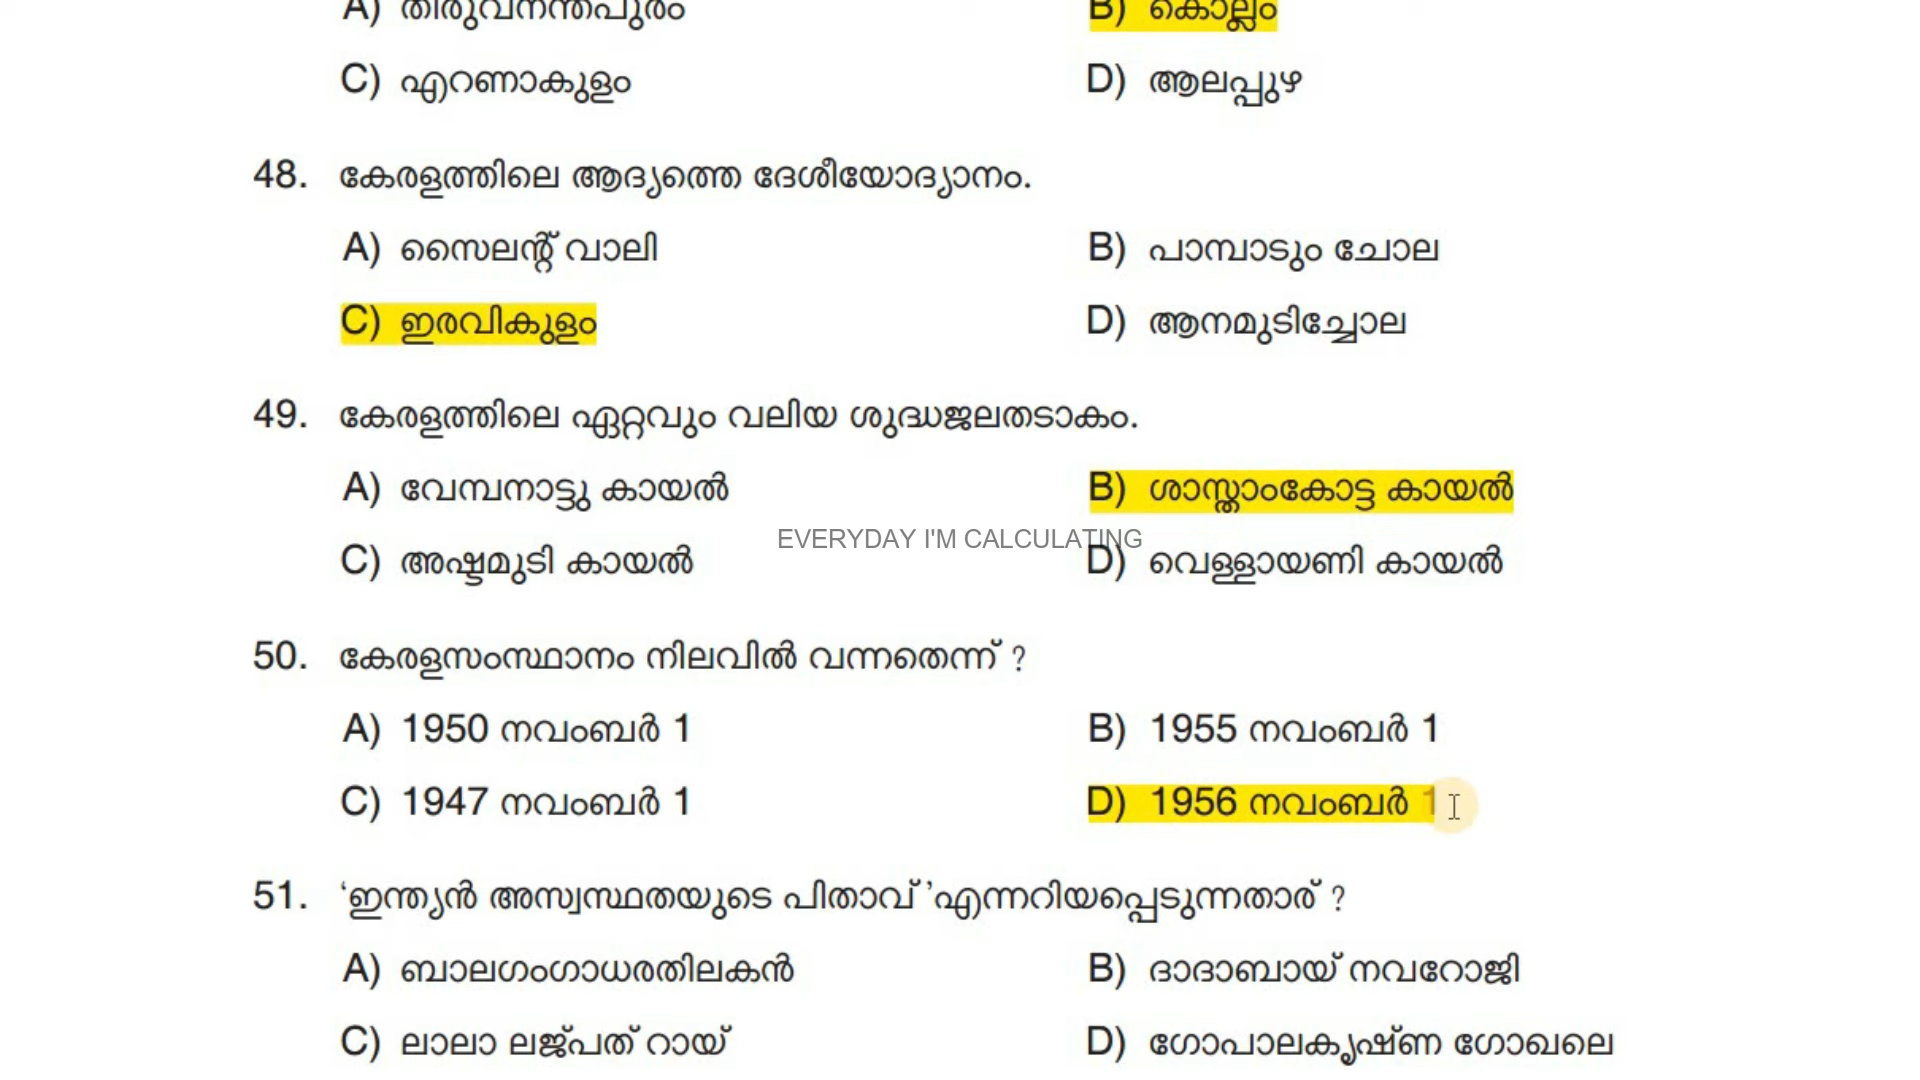 A) തിരുവനന്തപുരം B) കൊല്ലം
C) എറണാകുളം D) ആലപ്പുഴ
48. കേരളത്തിലെ ആദ്യത്തെ ദേശീയോദ്യാനം.
A) സൈലന്റ് വാലി B) പാമ്പാടും ചോല
C) ഇരവികുളം D) ആനമുടിച്ചോല
49. കേരളത്തിലെ ഏറ്റവും വലിയ ശുദ്ധജലതടാകം.
A) വേമ്പനാട്ടു കായൽ B) ശാസ്താംകോട്ട കായൽ
EVERYDAY I'M CALCULATING
C) അഷ്ടമുടി കായൽ D) വെള്ളായണി കായൽ
50. കേരളസംസ്ഥാനം നിലവിൽ വന്നതെന്ന് ?
A) 1950 നവംബർ 1 B) 1955 നവംബർ 1
C) 1947 നവംബർ 1 D) 1956 നവംബർ 1
51. ‘ഇന്ത്യൻ അസ്വസ്ഥതയുടെ പിതാവ് ’എന്നറിയപ്പെടുന്നതാര് ?
A) ബാലഗംഗാധരതിലകൻ B) ദാദാബായ് നവറോജി
C) ലാലാ ലജ്പത് റായ് D) ഗോപാലകൃഷ്ണ ഗോഖലെ